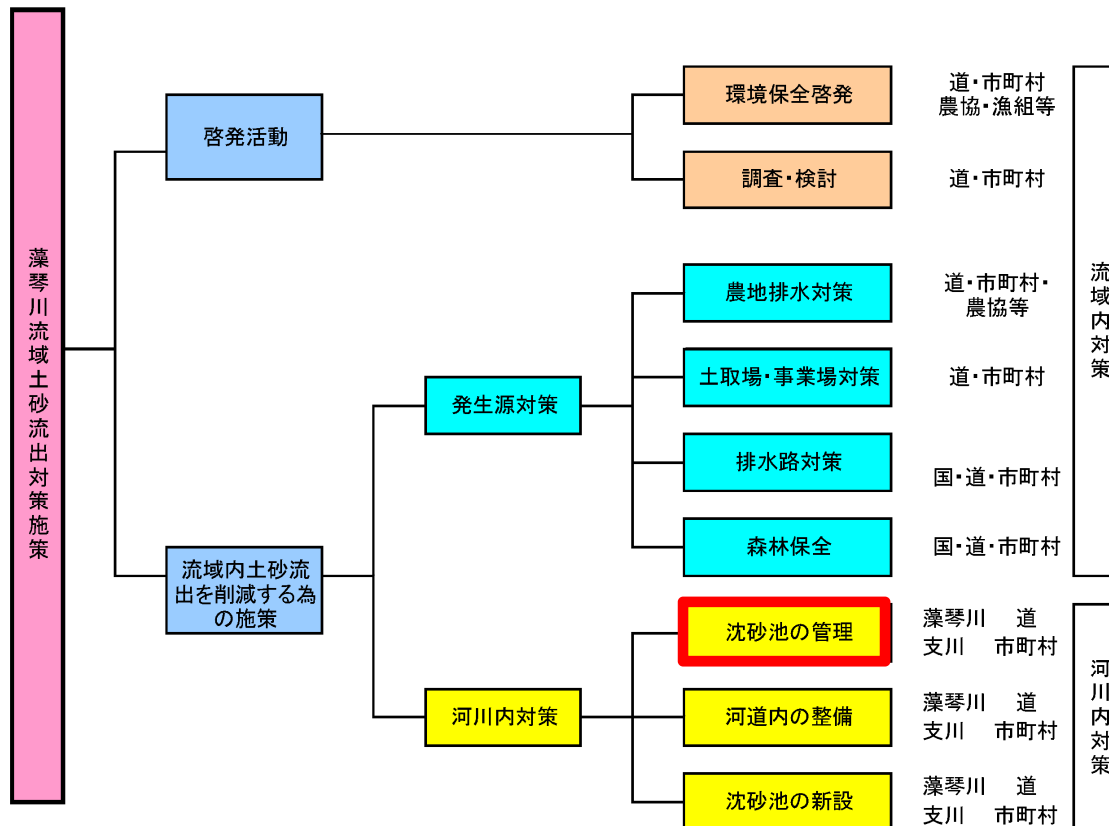 藻琴川流域土砂流出対策施策
啓発活動
環境保全啓発
道・市町村
農協・漁組等
調査・検討
道・市町村
農地排水対策
道・市町村・
農協等
土取場・事業場対策
道・市町村
発生源対策
排水路対策
国・道・市町村
森林保全
国・道・市町村
流域内対策
流域内土砂流
出を削減する為
の施策
沈砂池の管理
藻琴川 道
支川 市町村
河川内対策
河道内の整備
藻琴川 道
支川 市町村
沈砂池の新設
藻琴川 道
支川 市町村
河川内対策